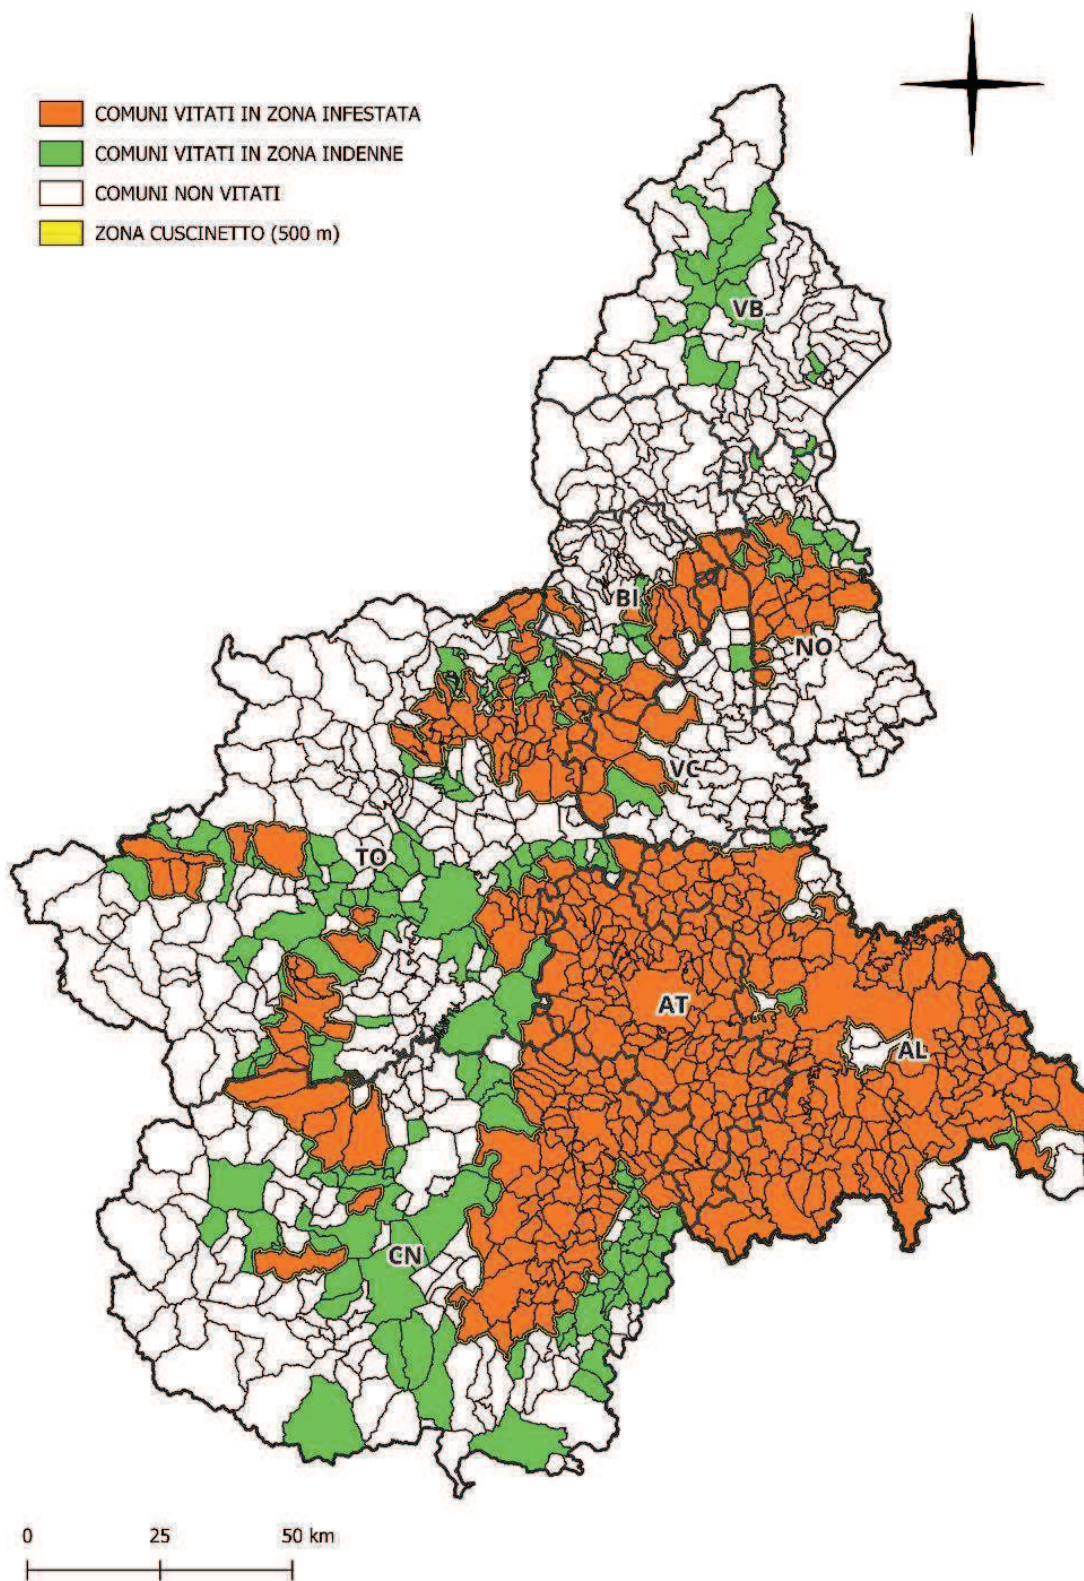 COMUNI VITATI IN ZONA INFESTATA
COMUNI VITATI IN ZONA INDENNE
COMUNI NON VITATI
ZONA CUSCINETTO (500 m)
VB
BI
NO
VC
TO
AT
AL
CN
0 25 50 km